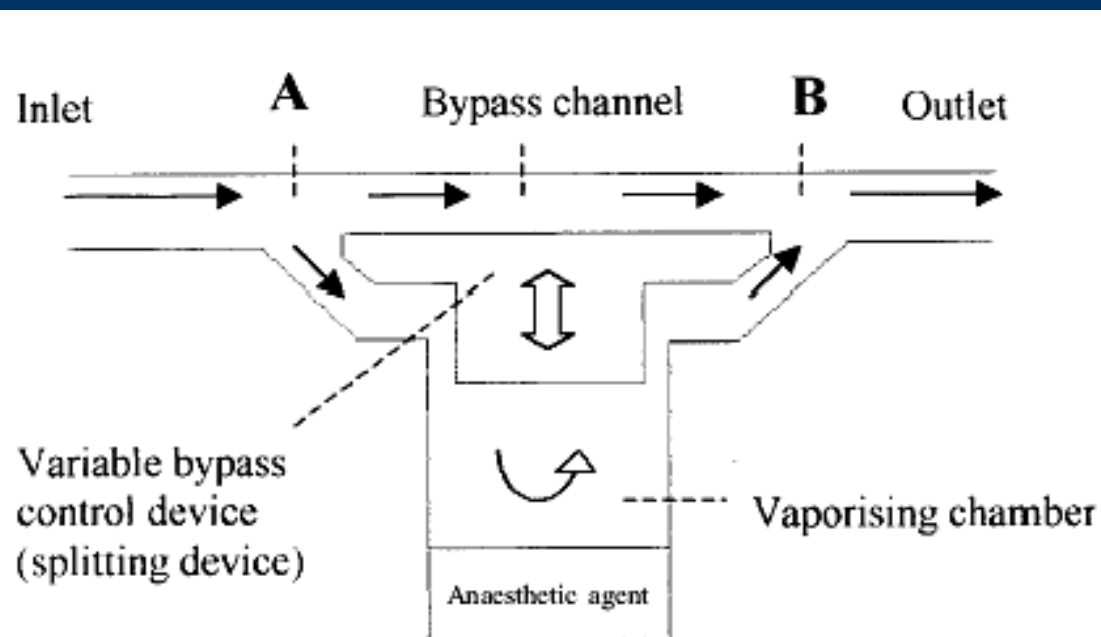 Inlet
A
Bypass channel
B
Outlet
Variable bypass
control device
(splitting device)
Vaporising chamber
Anaesthetic agent